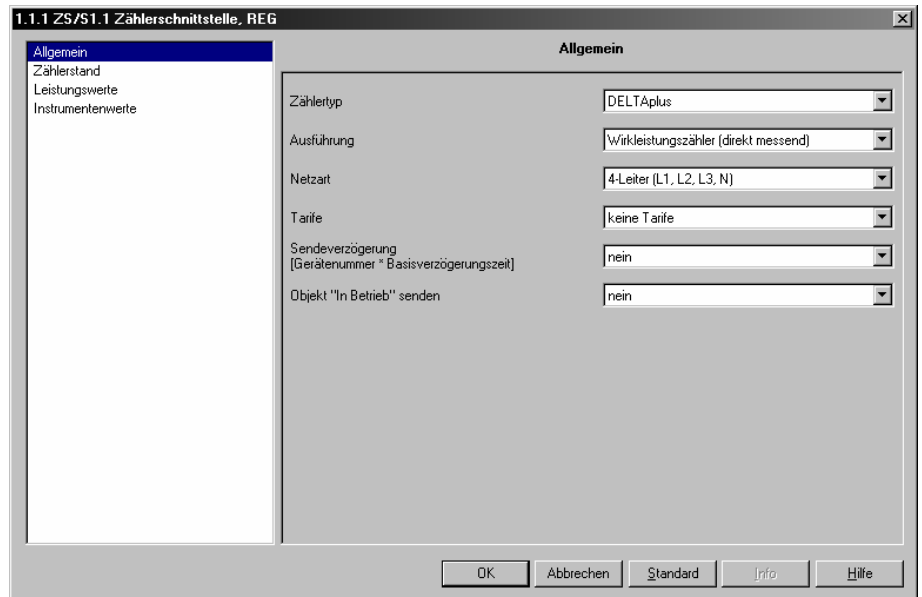 1.1.1 ZS/S1.1 Zählerschnittstelle, REG
Allgemein
Zählerstand
Leistungswerte
Instrumentenwerte
Allgemein
Zählertyp
DELTAplus
Ausführung
Wirkleistungszähler (direkt messend)
Netzart
4-Leiter (L1, L2, L3, N)
Tarife
keine Tarife
Sendeverzögerung
[Gerätenummer * Basisverzögerungszeit]
nein
Objekt "In Betrieb" senden
nein
OK
Abbrechen
Standard
Info
Hilfe